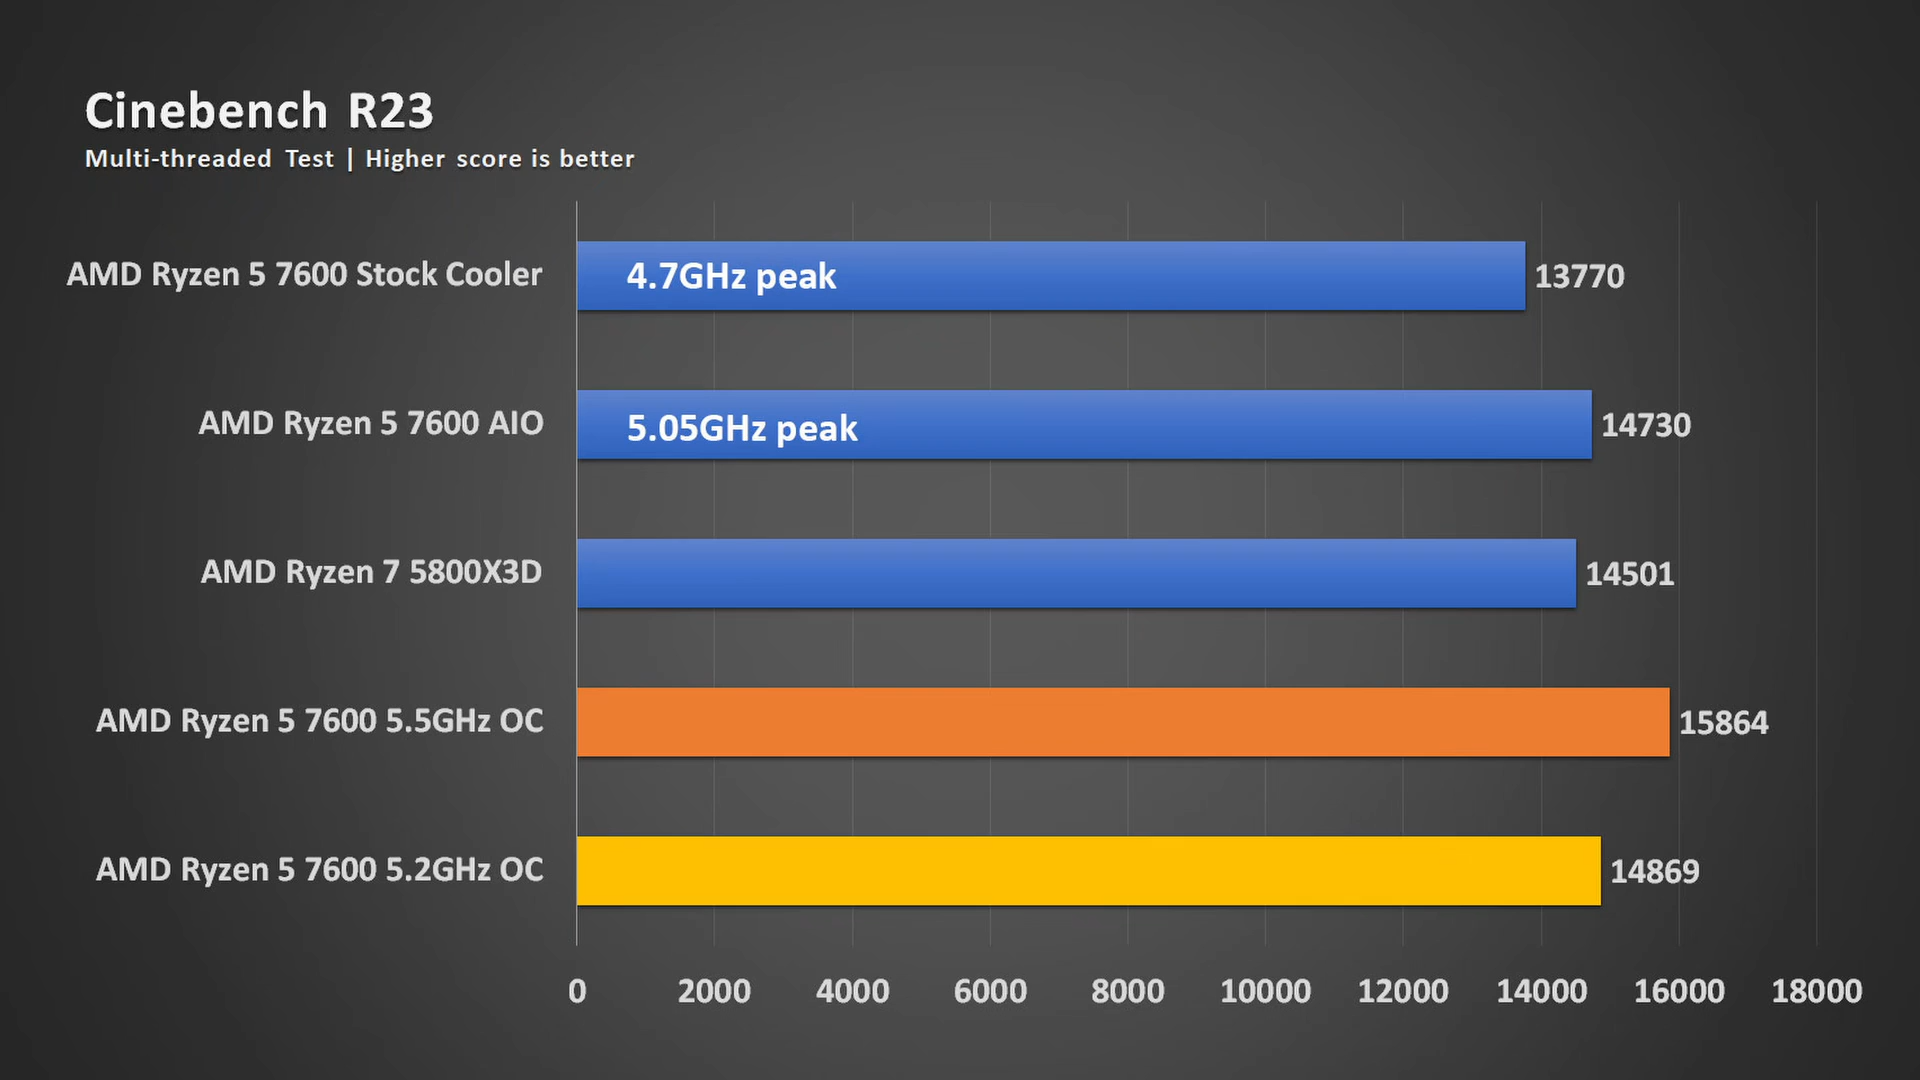 Cinebench R23
Multi-threaded Test | Higher score is better
AMD Ryzen 5 7600 Stock Cooler 4.7GHz peak 13770
AMD Ryzen 5 7600 AIO 5.05GHz peak 14730
AMD Ryzen 7 5800X3D 14501
AMD Ryzen 5 7600 5.5GHz OC 15864
AMD Ryzen 5 7600 5.2GHz OC 14869
0 2000 4000 6000 8000 10000 12000 14000 16000 18000